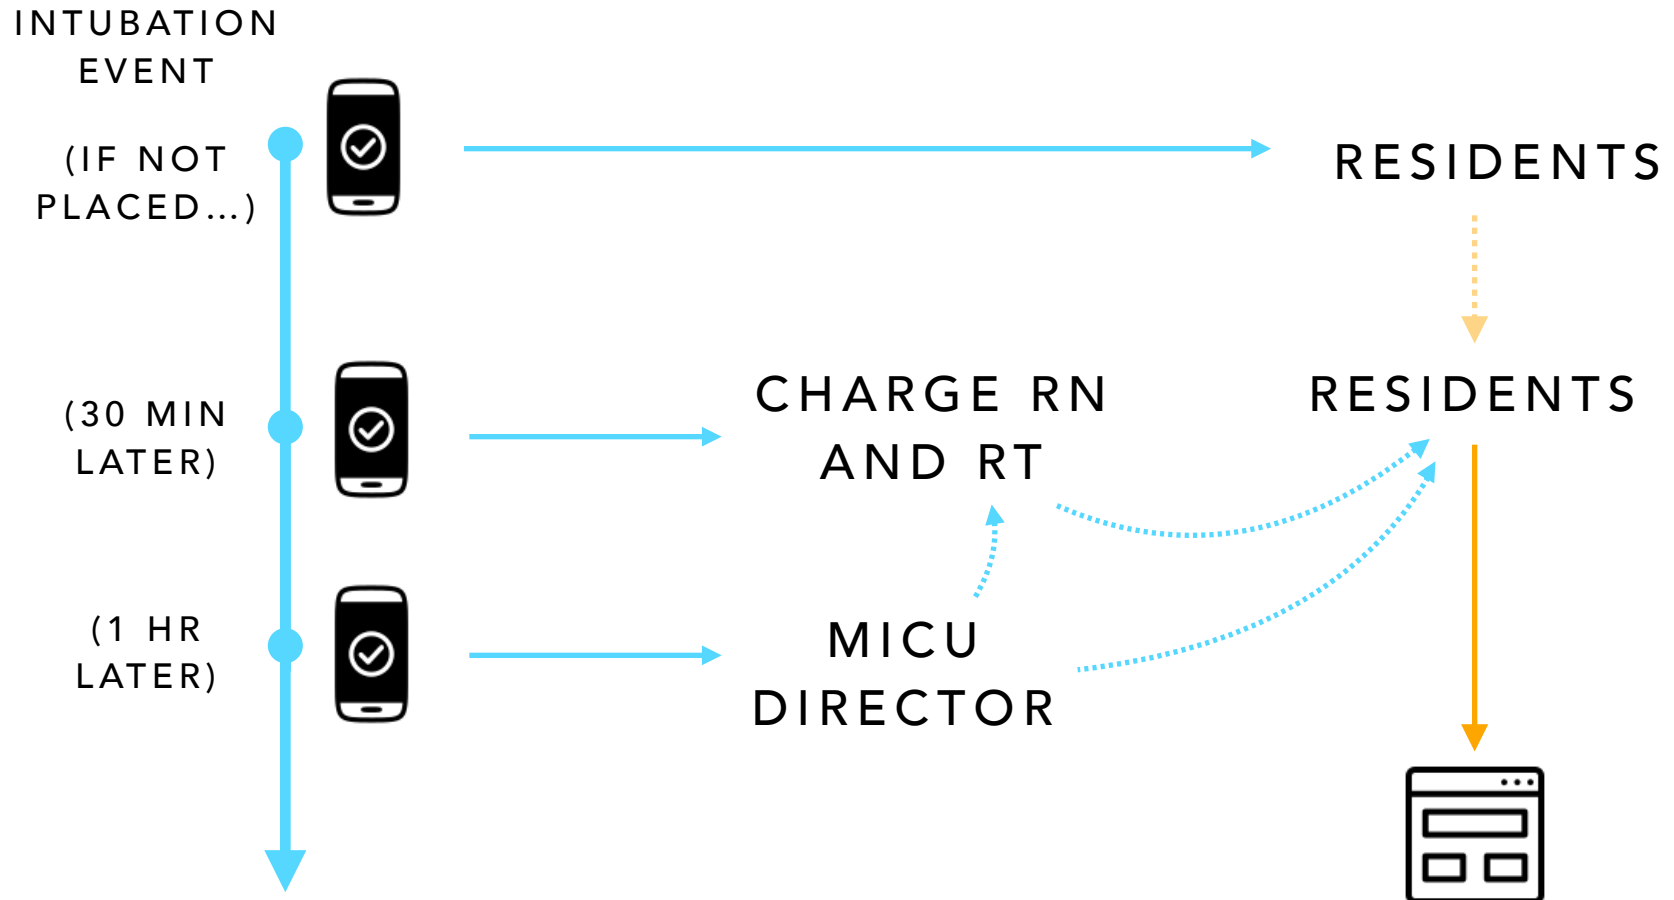 INTUBATION
EVENT
(IF NOT
PLACED…)
RESIDENTS
(30 MIN
LATER)
CHARGE RN
AND RT
RESIDENTS
(1 HR
LATER)
MICU
DIRECTOR